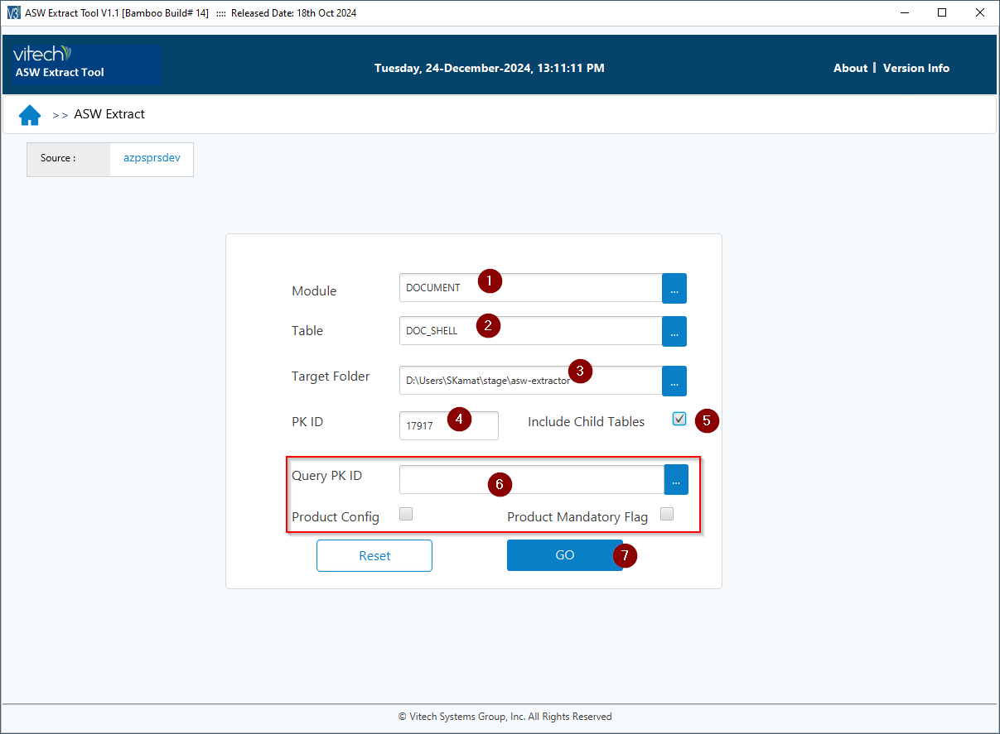 V3 ASW Extract Tool V1.1 [Bamboo Build# 14]  ::::  Released Date: 18th Oct 2024
vitech
ASW Extract Tool
Tuesday, 24-December-2024, 13:11:11 PM
About | Version Info
>> ASW Extract
Source : azpsprsdev
Module DOCUMENT 1 ...
Table DOC_SHELL 2 ...
Target Folder D:\Users\SKamat\stage\asw-extractor 3 ...
PK ID 17917 4 Include Child Tables 5
Query PK ID 6 ...
Product Config Product Mandatory Flag
Reset GO 7
© Vitech Systems Group, Inc. All Rights Reserved